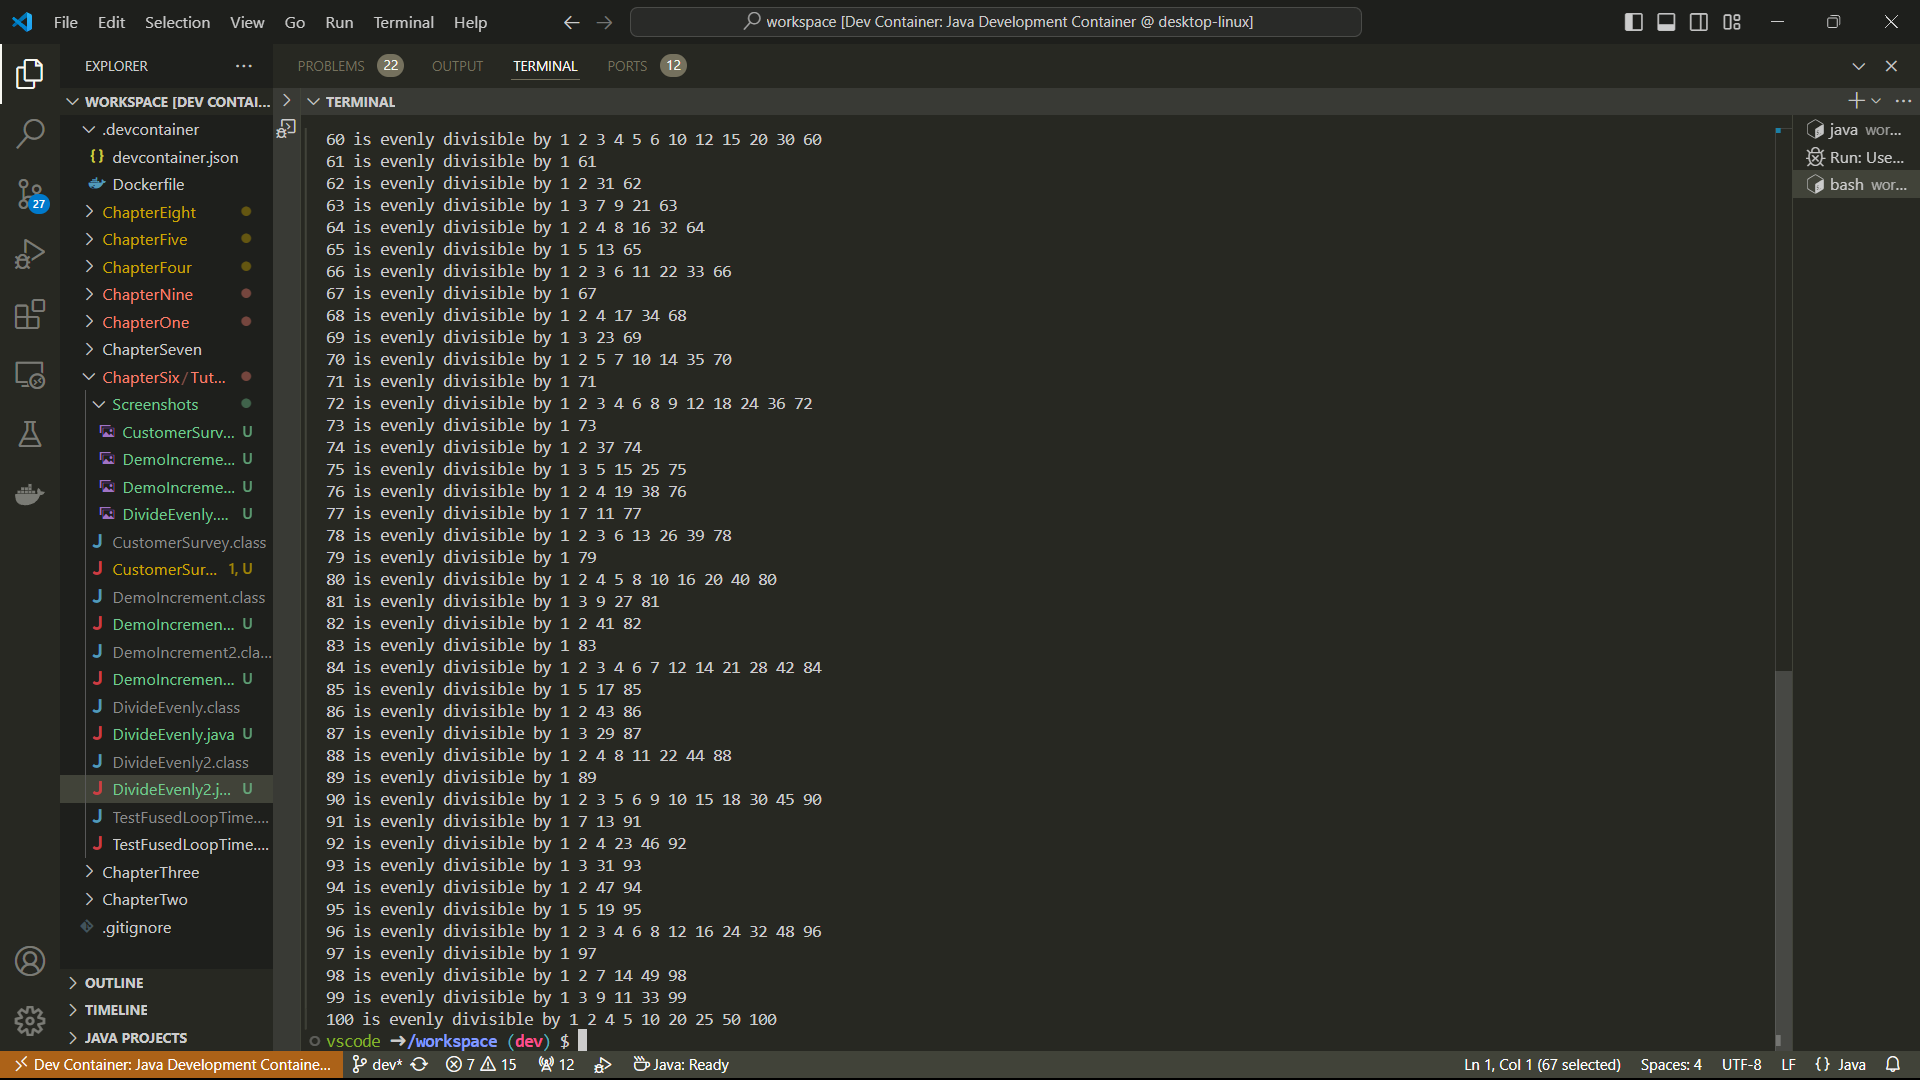 File Edit Selection View Go Run Terminal Help
workspace [Dev Container: Java Development Container @ desktop-linux]
EXPLORER
PROBLEMS 22 OUTPUT TERMINAL PORTS 12
WORKSPACE [DEV CONTAI...
.devcontainer
devcontainer.json
Dockerfile
ChapterEight
ChapterFive
ChapterFour
ChapterNine
ChapterOne
ChapterSeven
ChapterSix/Tut...
Screenshots
CustomerSurv... U
DemoIncreme... U
DemoIncreme... U
DivideEvenly.... U
CustomerSurvey.class
CustomerSur... 1, U
DemoIncrement.class
DemoIncremen... U
DemoIncrement2.cla...
DemoIncremen... U
DivideEvenly.class
DivideEvenly.java U
DivideEvenly2.class
DivideEvenly2.j... U
TestFusedLoopTime....
TestFusedLoopTime....
ChapterThree
ChapterTwo
.gitignore
OUTLINE
TIMELINE
JAVA PROJECTS
27
TERMINAL
60 is evenly divisible by 1 2 3 4 5 6 10 12 15 20 30 60
61 is evenly divisible by 1 61
62 is evenly divisible by 1 2 31 62
63 is evenly divisible by 1 3 7 9 21 63
64 is evenly divisible by 1 2 4 8 16 32 64
65 is evenly divisible by 1 5 13 65
66 is evenly divisible by 1 2 3 6 11 22 33 66
67 is evenly divisible by 1 67
68 is evenly divisible by 1 2 4 17 34 68
69 is evenly divisible by 1 3 23 69
70 is evenly divisible by 1 2 5 7 10 14 35 70
71 is evenly divisible by 1 71
72 is evenly divisible by 1 2 3 4 6 8 9 12 18 24 36 72
73 is evenly divisible by 1 73
74 is evenly divisible by 1 2 37 74
75 is evenly divisible by 1 3 5 15 25 75
76 is evenly divisible by 1 2 4 19 38 76
77 is evenly divisible by 1 7 11 77
78 is evenly divisible by 1 2 3 6 13 26 39 78
79 is evenly divisible by 1 79
80 is evenly divisible by 1 2 4 5 8 10 16 20 40 80
81 is evenly divisible by 1 3 9 27 81
82 is evenly divisible by 1 2 41 82
83 is evenly divisible by 1 83
84 is evenly divisible by 1 2 3 4 6 7 12 14 21 28 42 84
85 is evenly divisible by 1 5 17 85
86 is evenly divisible by 1 2 43 86
87 is evenly divisible by 1 3 29 87
88 is evenly divisible by 1 2 4 8 11 22 44 88
89 is evenly divisible by 1 89
90 is evenly divisible by 1 2 3 5 6 9 10 15 18 30 45 90
91 is evenly divisible by 1 7 13 91
92 is evenly divisible by 1 2 4 23 46 92
93 is evenly divisible by 1 3 31 93
94 is evenly divisible by 1 2 47 94
95 is evenly divisible by 1 5 19 95
96 is evenly divisible by 1 2 3 4 6 8 12 16 24 32 48 96
97 is evenly divisible by 1 97
98 is evenly divisible by 1 2 7 14 49 98
99 is evenly divisible by 1 3 9 11 33 99
100 is evenly divisible by 1 2 4 5 10 20 25 50 100
vscode ➜/workspace (dev) $
java wor...
Run: Use...
bash wor...
Dev Container: Java Development Containe... dev* 7 15 12 Java: Ready Ln 1, Col 1 (67 selected) Spaces: 4 UTF-8 LF {} Java